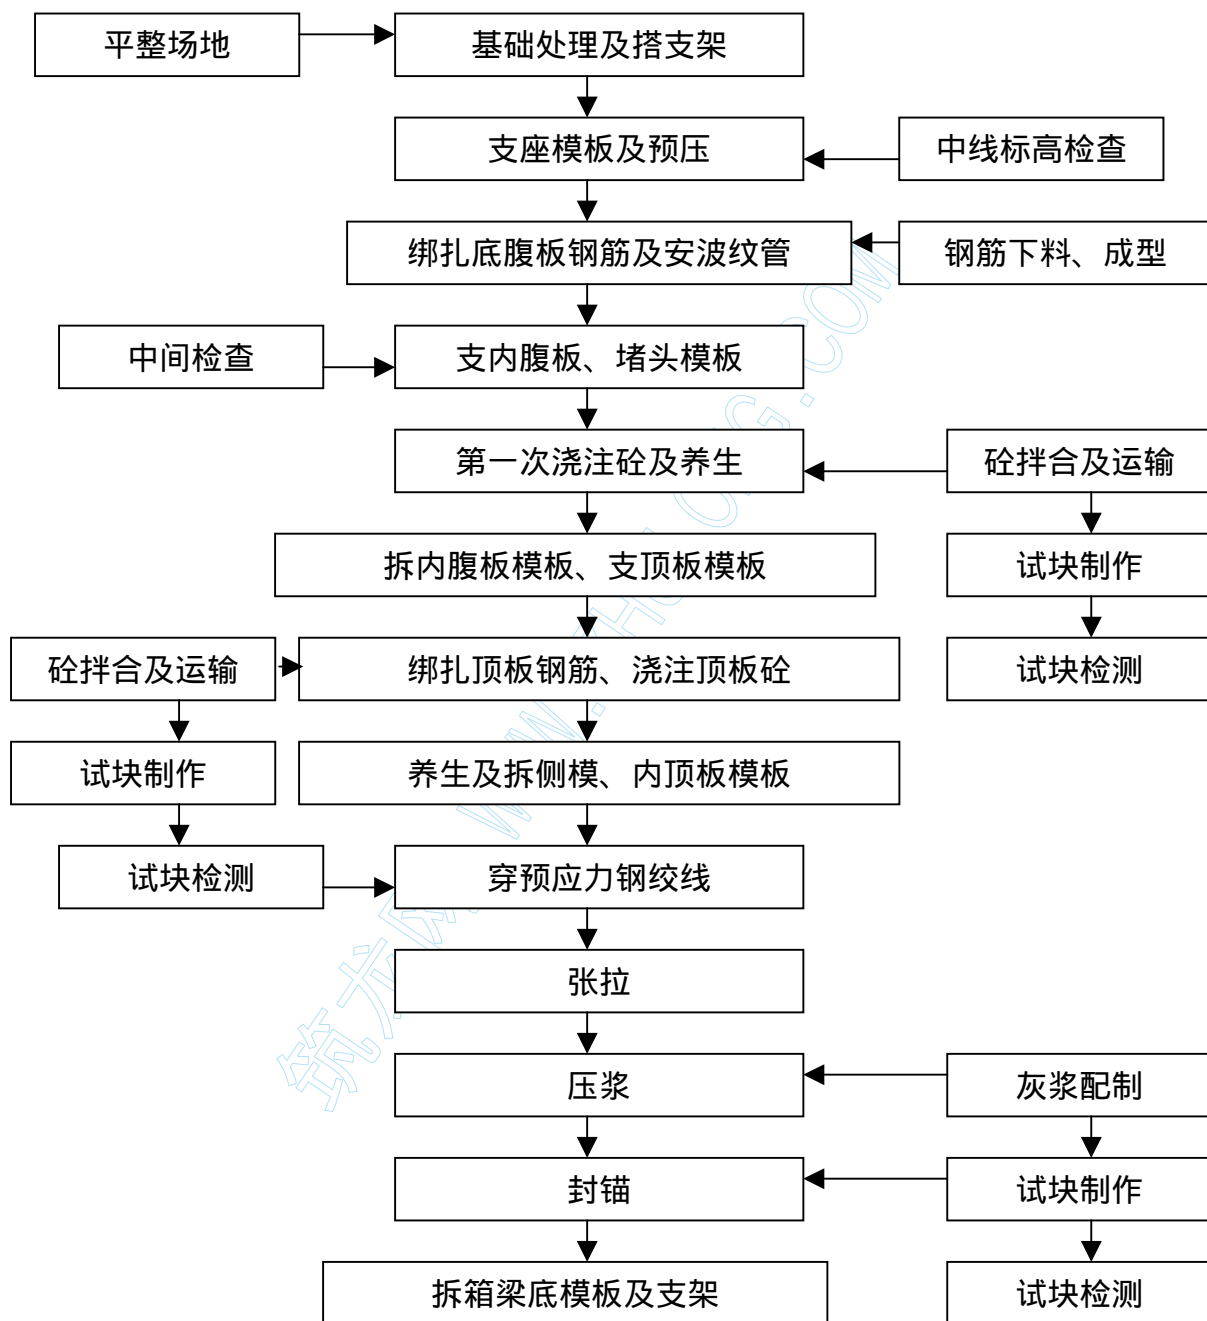 平整场地
基础处理及搭支架
支座模板及预压
中线标高检查
绑扎底腹板钢筋及安波纹管
钢筋下料、成型
中间检查
支内腹板、堵头模板
第一次浇注砼及养生
砼拌合及运输
拆内腹板模板、支顶板模板
试块制作
砼拌合及运输
绑扎顶板钢筋、浇注顶板砼
试块检测
试块制作
养生及拆侧模、内顶板模板
试块检测
穿预应力钢绞线
张拉
压浆
灰浆配制
封锚
试块制作
拆箱梁底模板及支架
试块检测